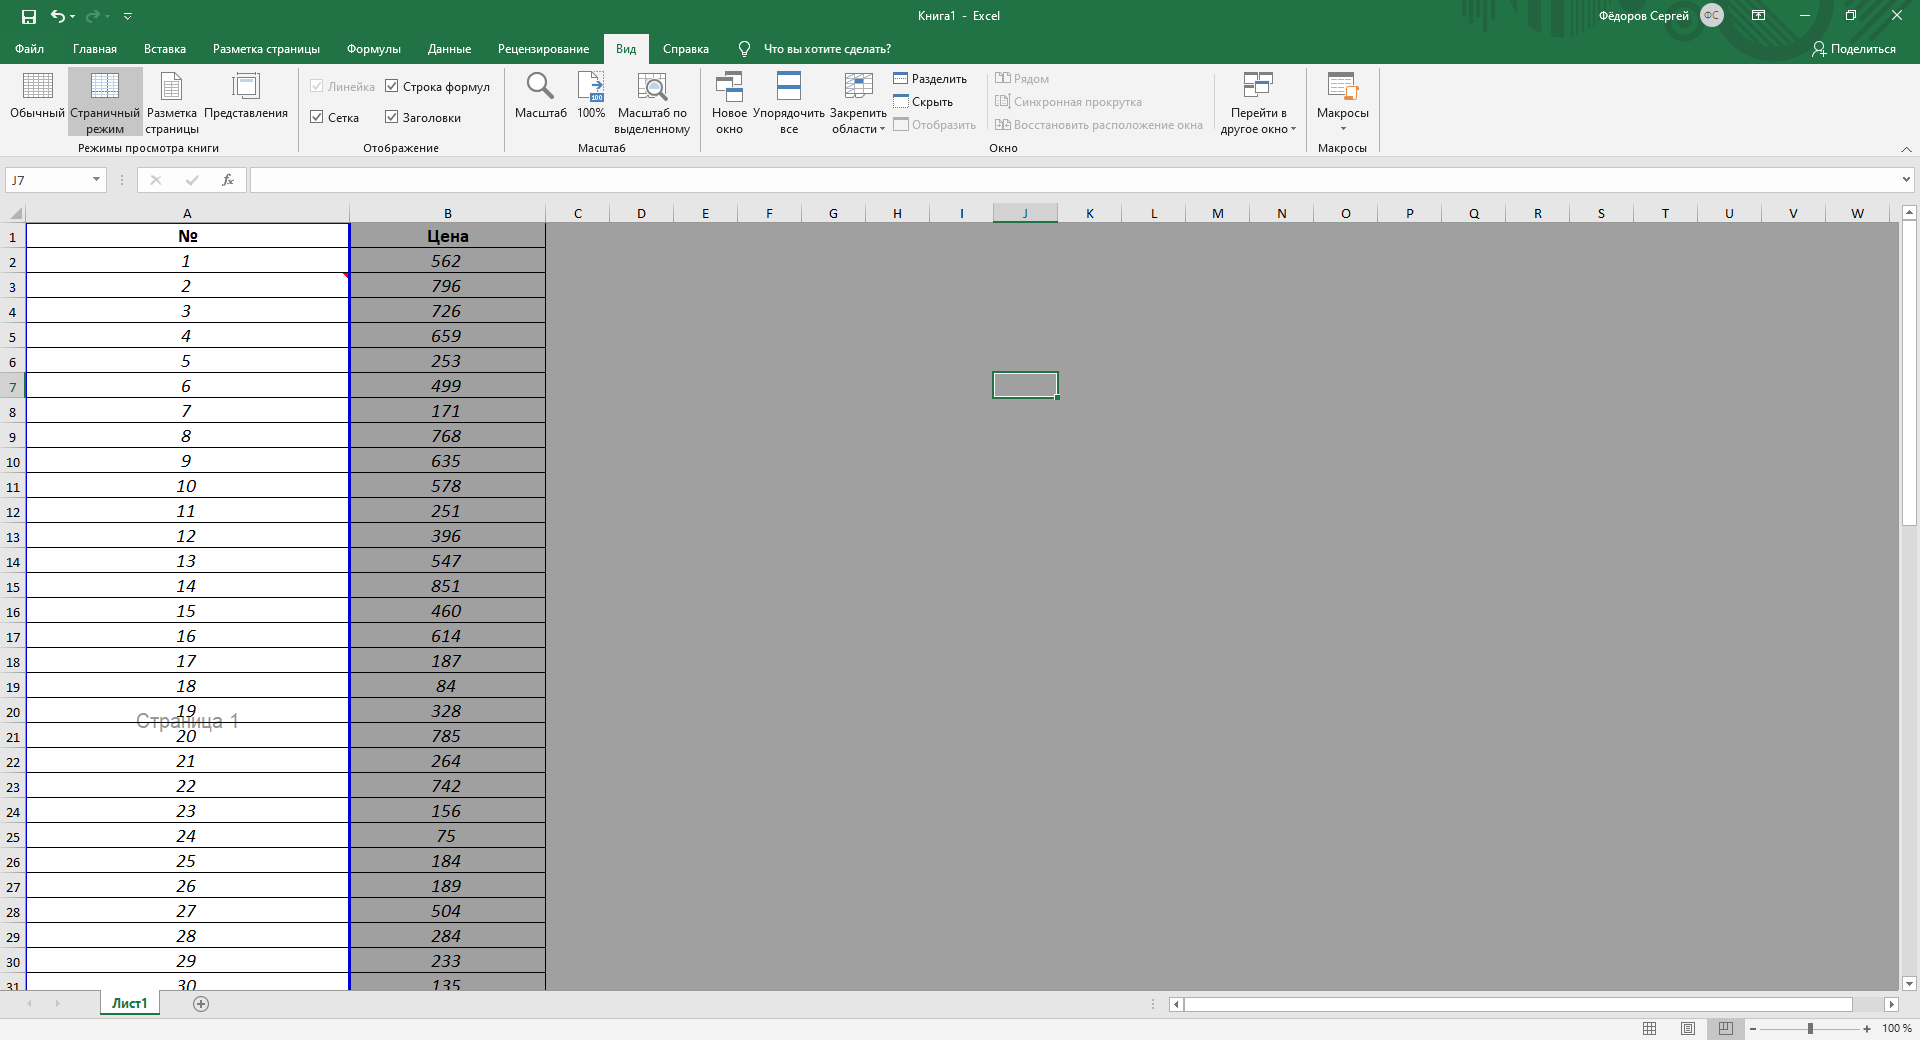 Книга1 - Excel
Фёдоров Сергей ФС
Файл Главная Вставка Разметка страницы Формулы Данные Рецензирование Вид Справка Что вы хотите сделать? Поделиться
Обычный
Страничный режим
Разметка страницы
Представления
Режимы просмотра книги
Линейка
Строка формул
Сетка
Заголовки
Отображение
Масштаб
100
100%
Масштаб по выделенному
Масштаб
Новое окно
Упорядочить все
Закрепить области
Разделить
Скрыть
Отобразить
Рядом
Синхронная прокрутка
Восстановить расположение окна
Перейти в другое окно
Окно
Макросы
Макросы
J7
fx
A B C D E F G H I J K L M N O P Q R S T U V W
1 № Цена
2 1 562
3 2 796
4 3 726
5 4 659
6 5 253
7 6 499
8 7 171
9 8 768
10 9 635
11 10 578
12 11 251
13 12 396
14 13 547
15 14 851
16 15 460
17 16 614
18 17 187
19 18 84
20 19 328
Страница 1
21 20 785
22 21 264
23 22 742
24 23 156
25 24 75
26 25 184
27 26 189
28 27 504
29 28 284
30 29 233
31 30 135
Лист1
100 %